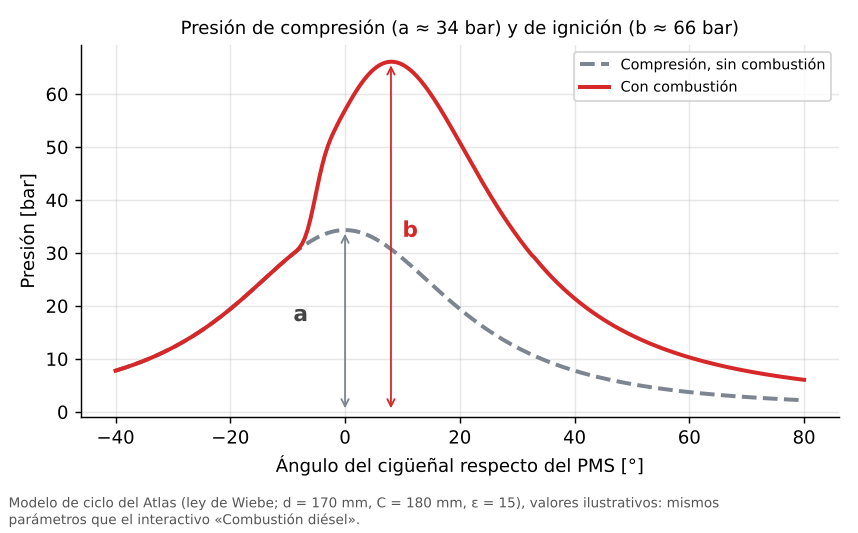 Presión de compresión (a ≈ 34 bar) y de ignición (b ≈ 66 bar)
Compresión, sin combustión
Con combustión
Presión [bar]
60
50
40
30
20
10
0
a
b
−40
−20
0
20
40
60
80
Ángulo del cigüeñal respecto del PMS [°]
Modelo de ciclo del Atlas (ley de Wiebe; d = 170 mm, C = 180 mm, ε = 15), valores ilustrativos: mismos
parámetros que el interactivo «Combustión diésel».